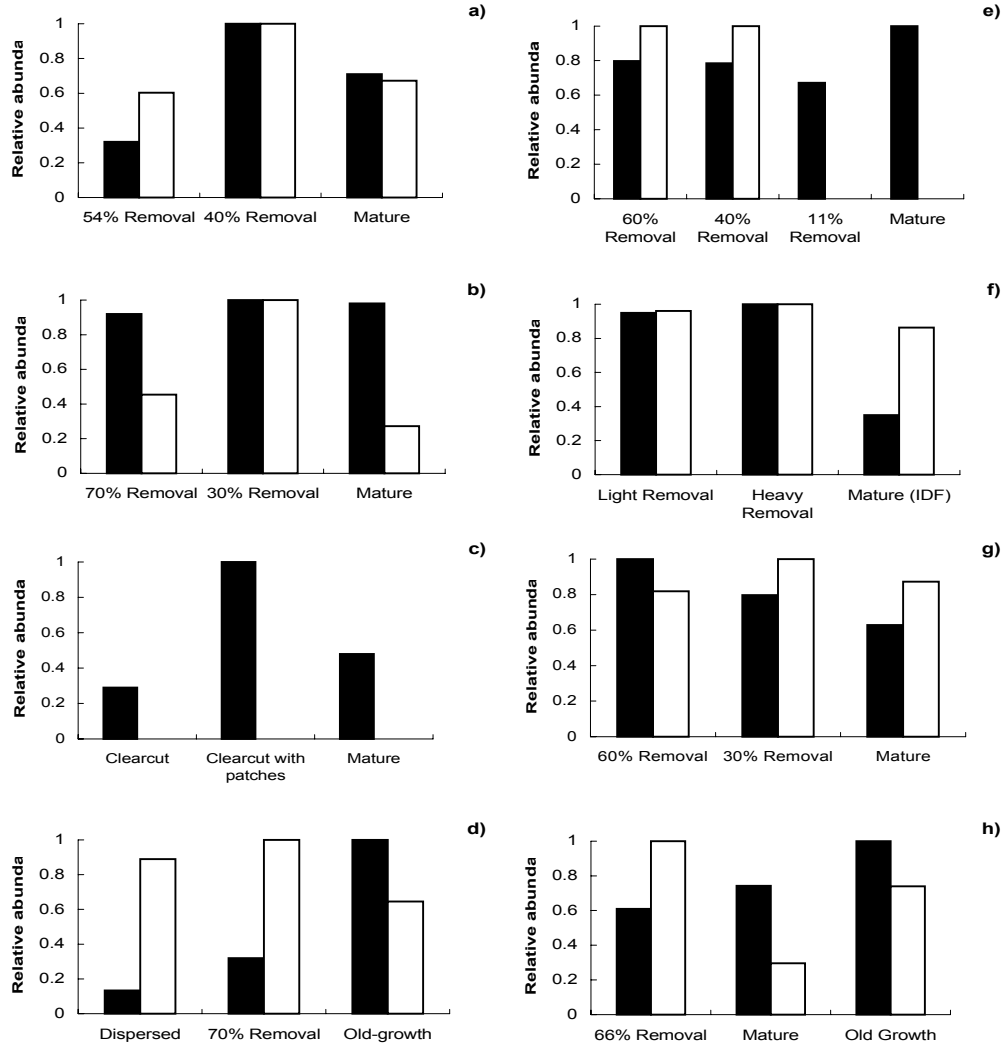 a)
Relative abunda
1
0.8
0.6
0.4
0.2
0
54% Removal 40% Removal Mature
b)
Relative abunda
1
0.8
0.6
0.4
0.2
0
70% Removal 30% Removal Mature
c)
Relative abunda
1
0.8
0.6
0.4
0.2
0
Clearcut Clearcut with Mature
patches
d)
Relative abunda
1
0.8
0.6
0.4
0.2
0
Dispersed 70% Removal Old-growth
e)
Relative abunda
1
0.8
0.6
0.4
0.2
0
60% 40% 11% Mature
Removal Removal Removal
f)
Relative abunda
1
0.8
0.6
0.4
0.2
0
Light Removal Heavy Mature (IDF)
Removal
g)
Relative abunda
1
0.8
0.6
0.4
0.2
0
60% Removal 30% Removal Mature
h)
Relative abunda
1
0.8
0.6
0.4
0.2
0
66% Removal Mature Old Growth